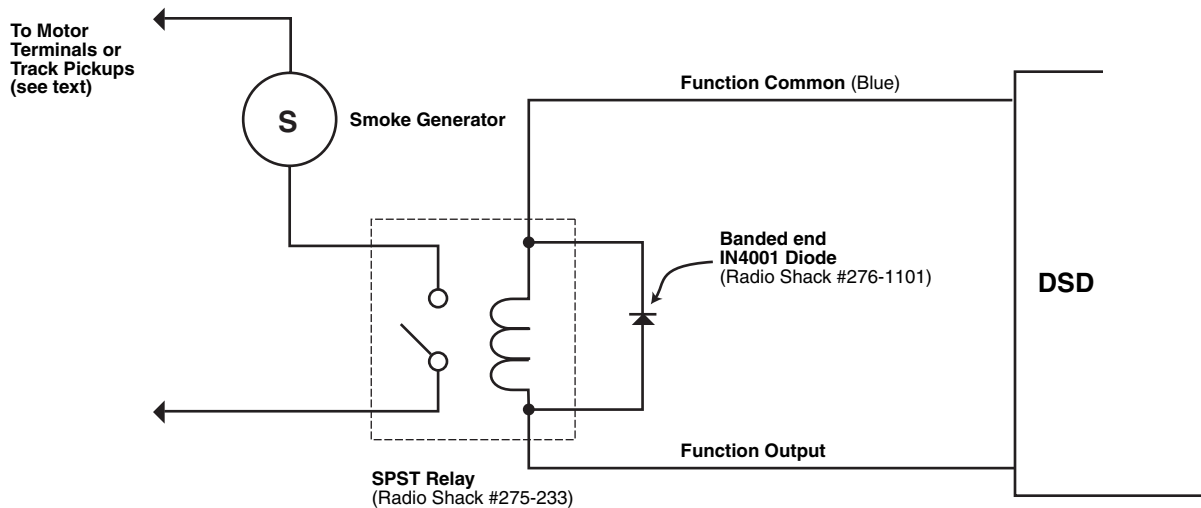 To Motor
Terminals or
Track Pickups
(see text)
S
Smoke Generator
Function Common (Blue)
Banded end
IN4001 Diode
(Radio Shack #276-1101)
DSD
Function Output
SPST Relay
(Radio Shack #275-233)